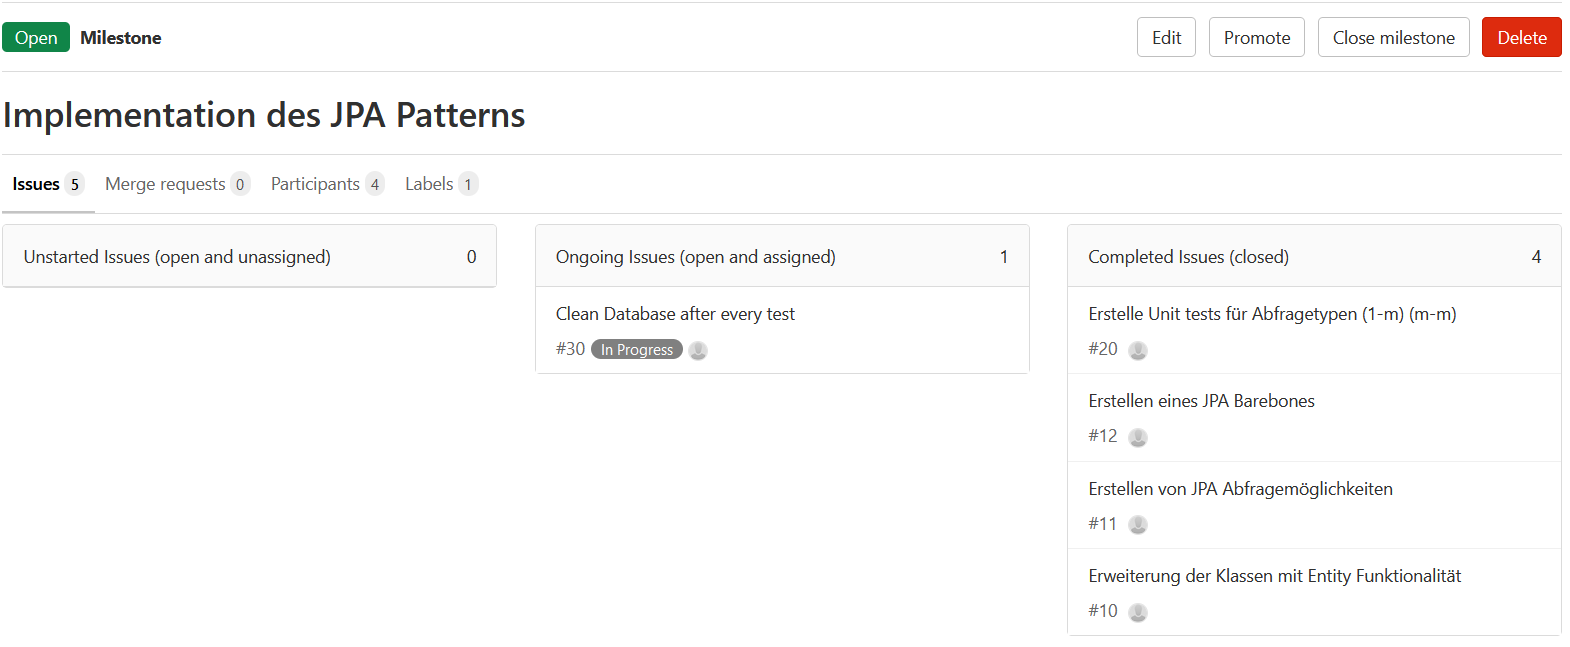 Open Milestone Edit Promote Close milestone Delete
Implementation des JPA Patterns
Issues 5 Merge requests 0 Participants 4 Labels 1
Unstarted Issues (open and unassigned) 0
Ongoing Issues (open and assigned) 1
Clean Database after every test
#30 In Progress
Completed Issues (closed) 4
Erstelle Unit tests für Abfragetypen (1-m) (m-m)
#20
Erstellen eines JPA Barebones
#12
Erstellen von JPA Abfragemöglichkeiten
#11
Erweiterung der Klassen mit Entity Funktionalität
#10